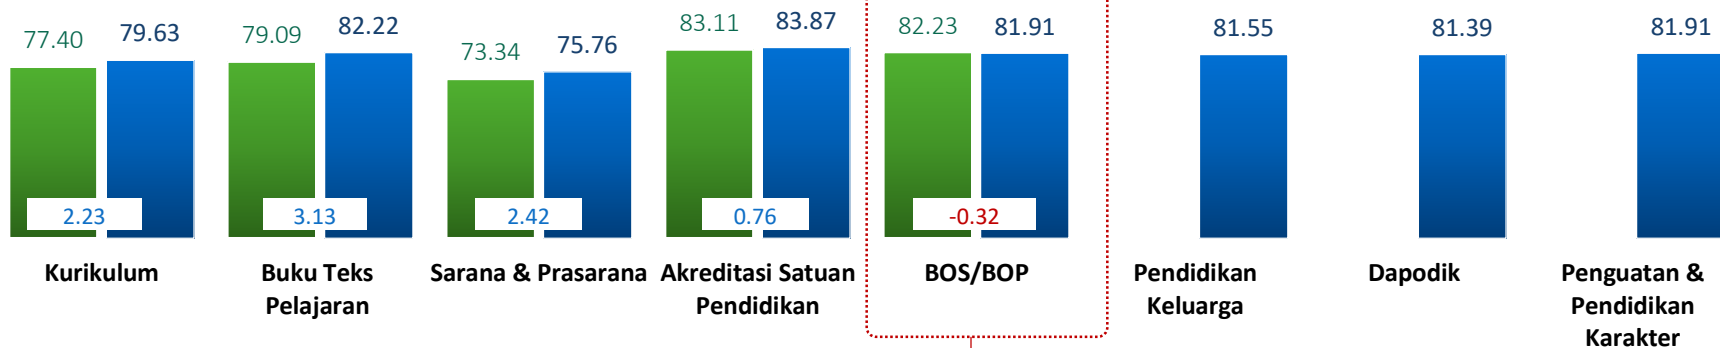 77.40 79.63 79.09 82.22 73.34 75.76 83.11 83.87 82.23 81.91 81.55 81.39 81.91
2.23 3.13 2.42 0.76 -0.32
Kurikulum
Buku Teks
Pelajaran
Sarana & Prasarana
Akreditasi Satuan
Pendidikan
BOS/BOP
Pendidikan
Keluarga
Dapodik
Penguatan &
Pendidikan
Karakter